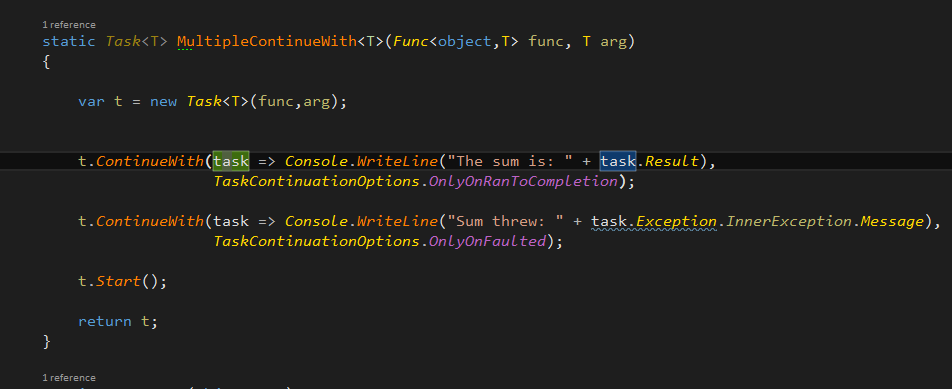 1 reference
static Task<T> MultipleContinueWith<T>(Func<object,T> func, T arg)
{
var t = new Task<T>(func,arg);
t.ContinueWith(task => Console.WriteLine("The sum is: " + task.Result),
TaskContinuationOptions.OnlyOnRanToCompletion);
t.ContinueWith(task => Console.WriteLine("Sum threw: " + task.Exception.InnerException.Message),
TaskContinuationOptions.OnlyOnFaulted);
t.Start();
return t;
}
1 reference